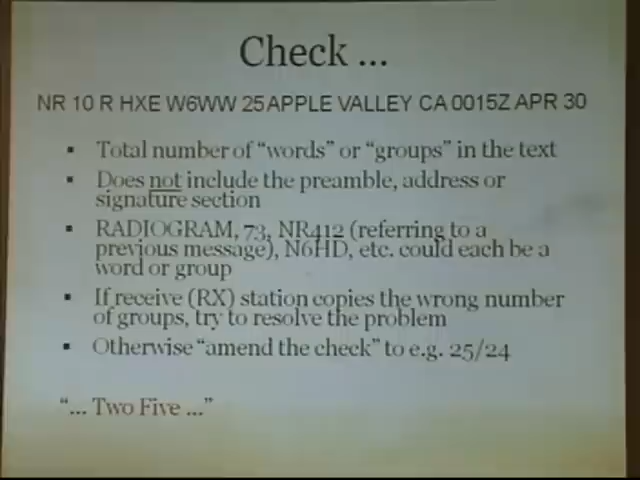 Check ...
NR 10 R HXE W6WW 25 APPLE VALLEY CA 0015Z APR 30
▪ Total number of “words” or “groups” in the text
▪ Does not include the preamble, address or
signature section
▪ RADIOGRAM, 73, NR412 (referring to a
previous message), N6HD, etc. could each be a
word or group
▪ If receive (RX) station copies the wrong number
of groups, try to resolve the problem
▪ Otherwise “amend the check” to e.g. 25/24
“... Two Five ...”